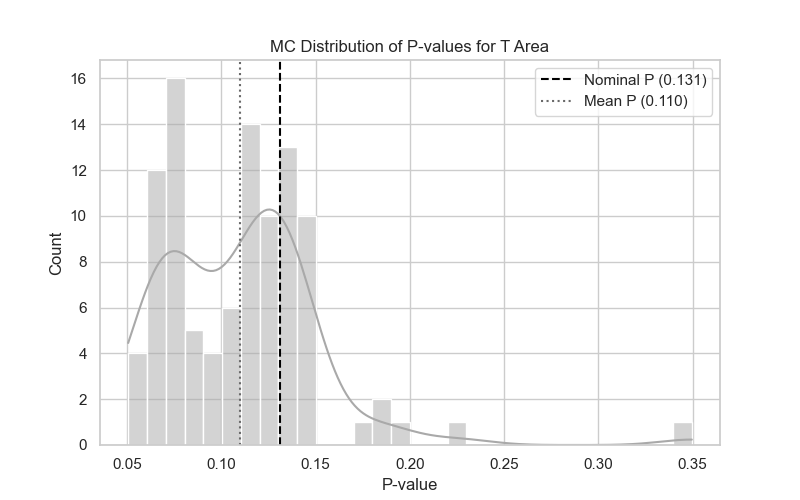 MC Distribution of P-values for T Area
Nominal P (0.131)
Mean P (0.110)
Count
16
14
12
10
8
6
4
2
0
0.05 0.10 0.15 0.20 0.25 0.30 0.35
P-value